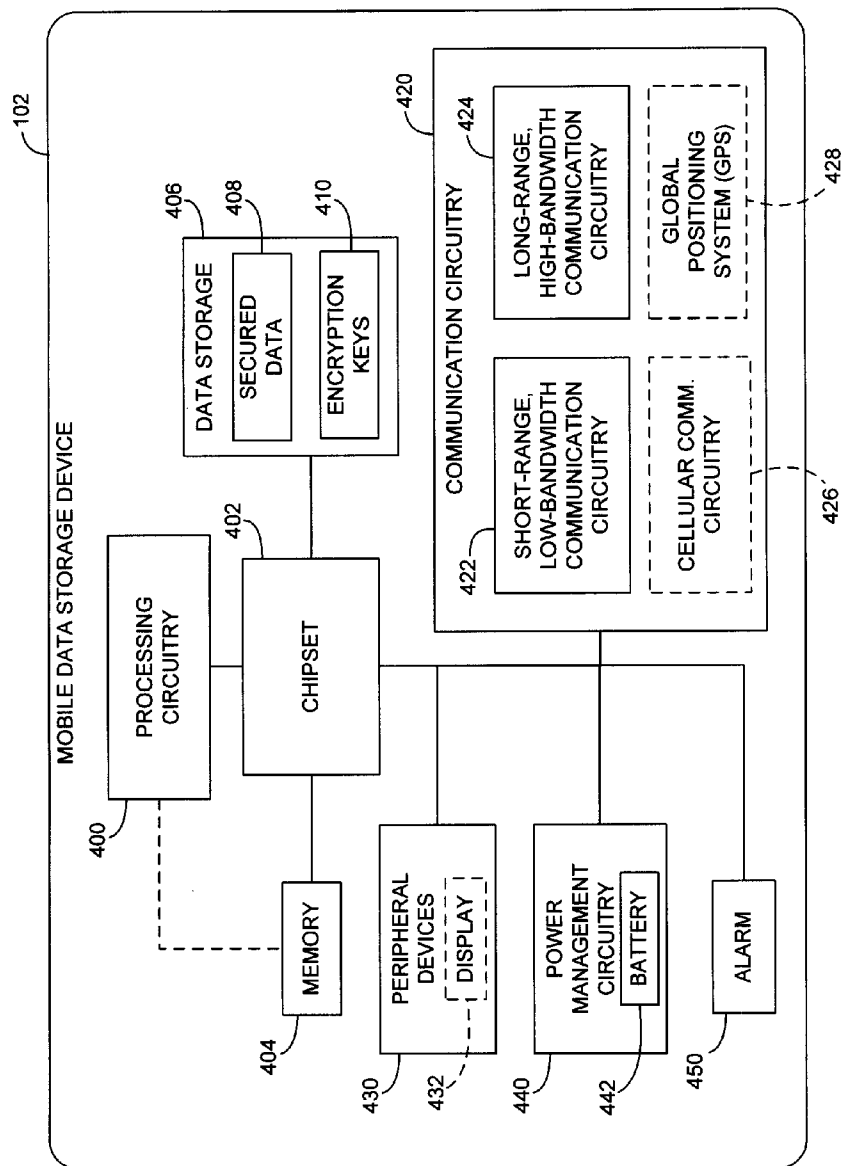 102
MOBILE DATA STORAGE DEVICE
400
PROCESSING
CIRCUITRY
402
CHIPSET
404
MEMORY
406
DATA STORAGE
408
SECURED
DATA
410
ENCRYPTION
KEYS
430
PERIPHERAL
DEVICES
432
DISPLAY
440
POWER
MANAGEMENT
CIRCUITRY
442
BATTERY
450
ALARM
420
COMMUNICATION CIRCUITRY
422
SHORT-RANGE,
LOW-BANDWIDTH
COMMUNICATION
CIRCUITRY
424
LONG-RANGE,
HIGH-BANDWIDTH
COMMUNICATION
CIRCUITRY
CELLULAR COMM.
CIRCUITRY
426
GLOBAL
POSITIONING
SYSTEM (GPS)
428